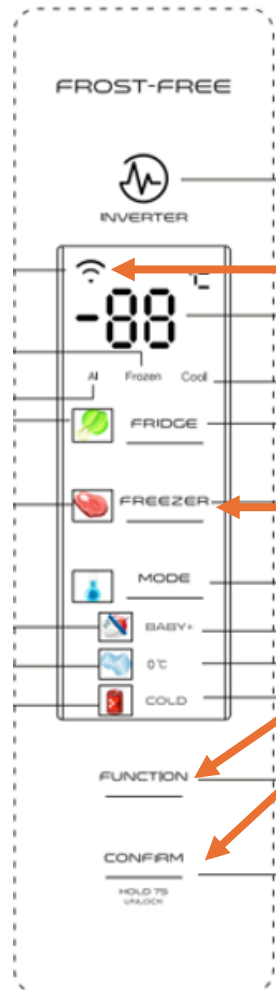 FROST-FREE
INVERTER
°C
-88
AI Frozen Cool
FRIDGE
FREEZER
MODE
BABY+
0℃
COLD
FUNCTION
CONFIRM
HOLD 7S
UNLOCK